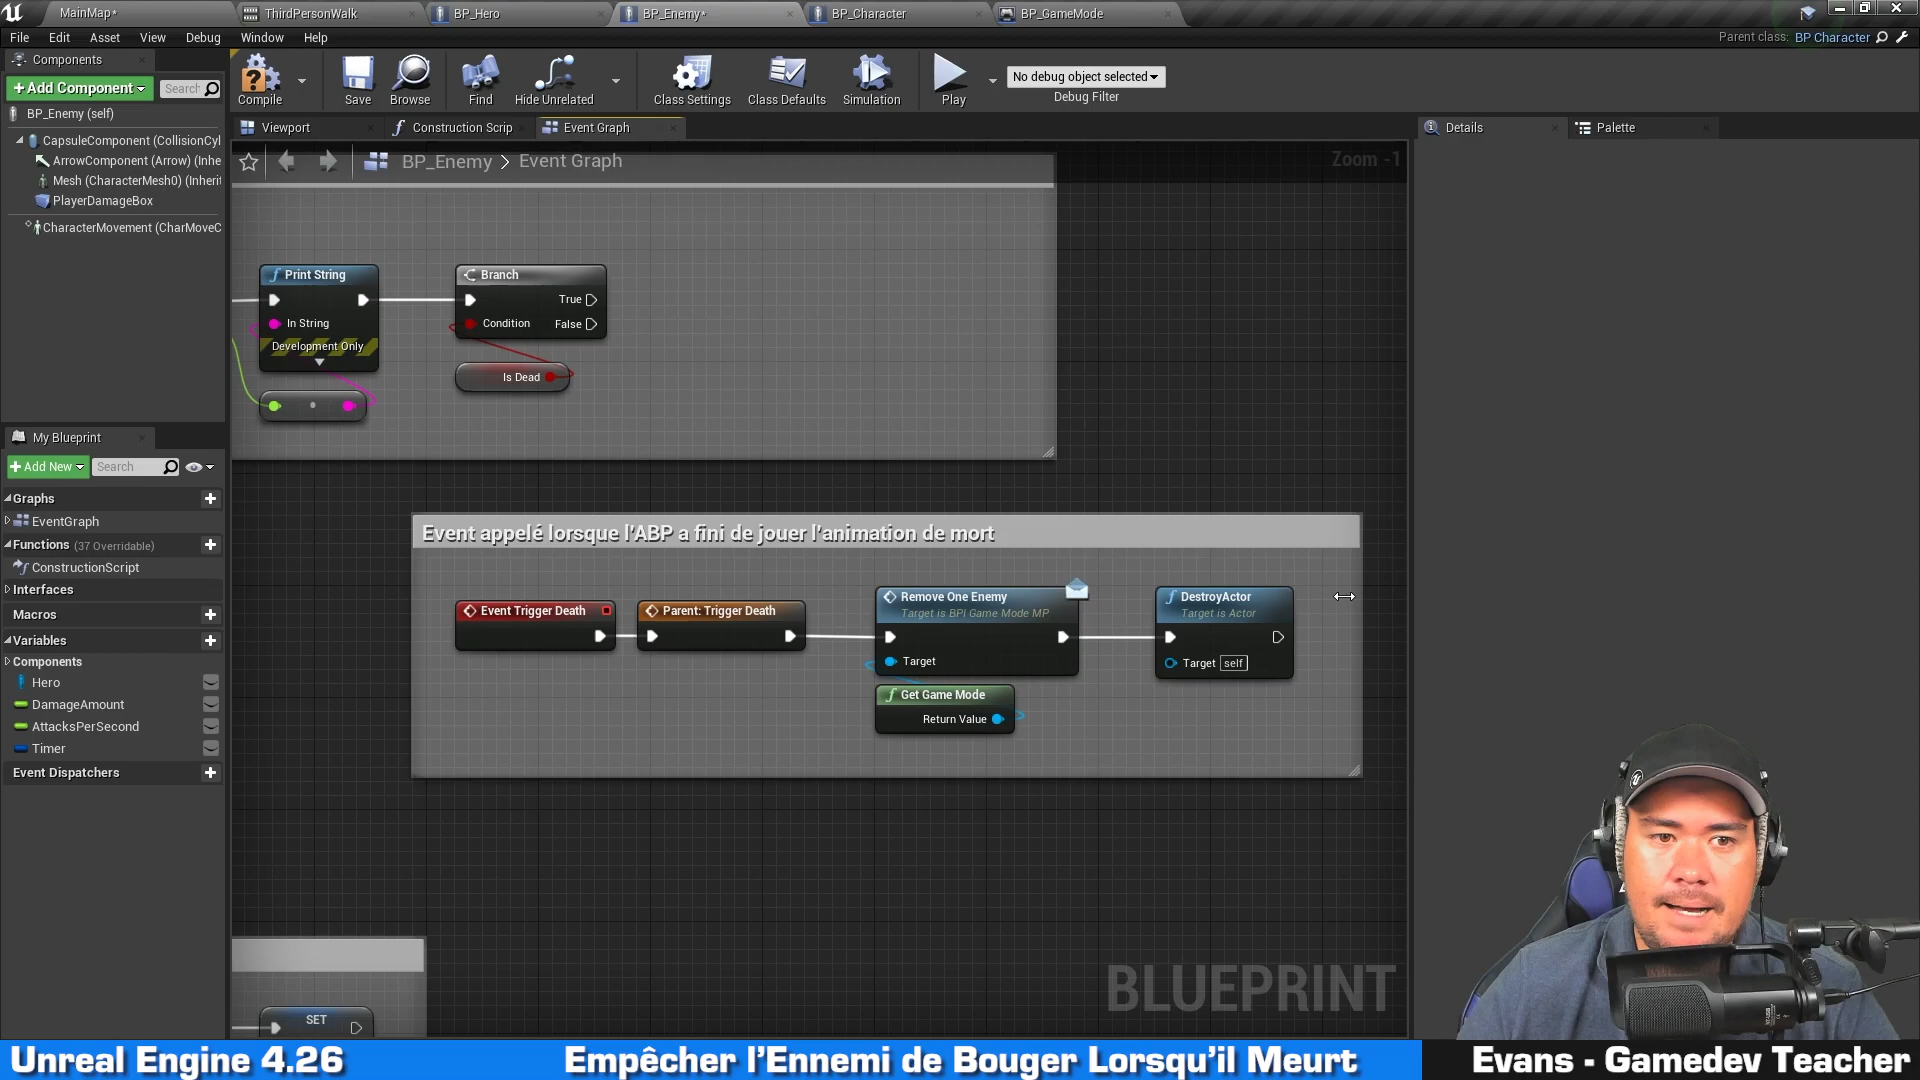 MainMap*
ThirdPersonWalk
BP_Hero
BP_Enemy*
BP_Character
BP_GameMode
File Edit Asset View Debug Window Help
Parent class: BP Character
Components
+Add Component
Search
Compile
Save
Browse
Find
Hide Unrelated
Class Settings
Class Defaults
Simulation
Play
No debug object selected
Debug Filter
BP_Enemy (self)
CapsuleComponent (CollisionCyl
ArrowComponent (Arrow) (Inhe
Mesh (CharacterMesh0) (Inherit
PlayerDamageBox
CharacterMovement (CharMoveC
Viewport
Construction Scrip
Event Graph
Details
Palette
BP_Enemy > Event Graph
Zoom -1
Print String
In String
Development Only
Branch
True
Condition
False
Is Dead
My Blueprint
+Add New
Search
Graphs
EventGraph
Functions (37 Overridable)
ConstructionScript
Interfaces
Macros
Variables
Components
Hero
DamageAmount
AttacksPerSecond
Timer
Event Dispatchers
Event appelé lorsque l'ABP a fini de jouer l'animation de mort
Event Trigger Death
Parent: Trigger Death
Remove One Enemy
Target is BPI Game Mode MP
Target
Get Game Mode
Return Value
DestroyActor
Target is Actor
Target self
SET
BLUEPRINT
Unreal Engine 4.26
Empêcher l'Ennemi de Bouger Lorsqu'il Meurt
Evans - Gamedev Teacher